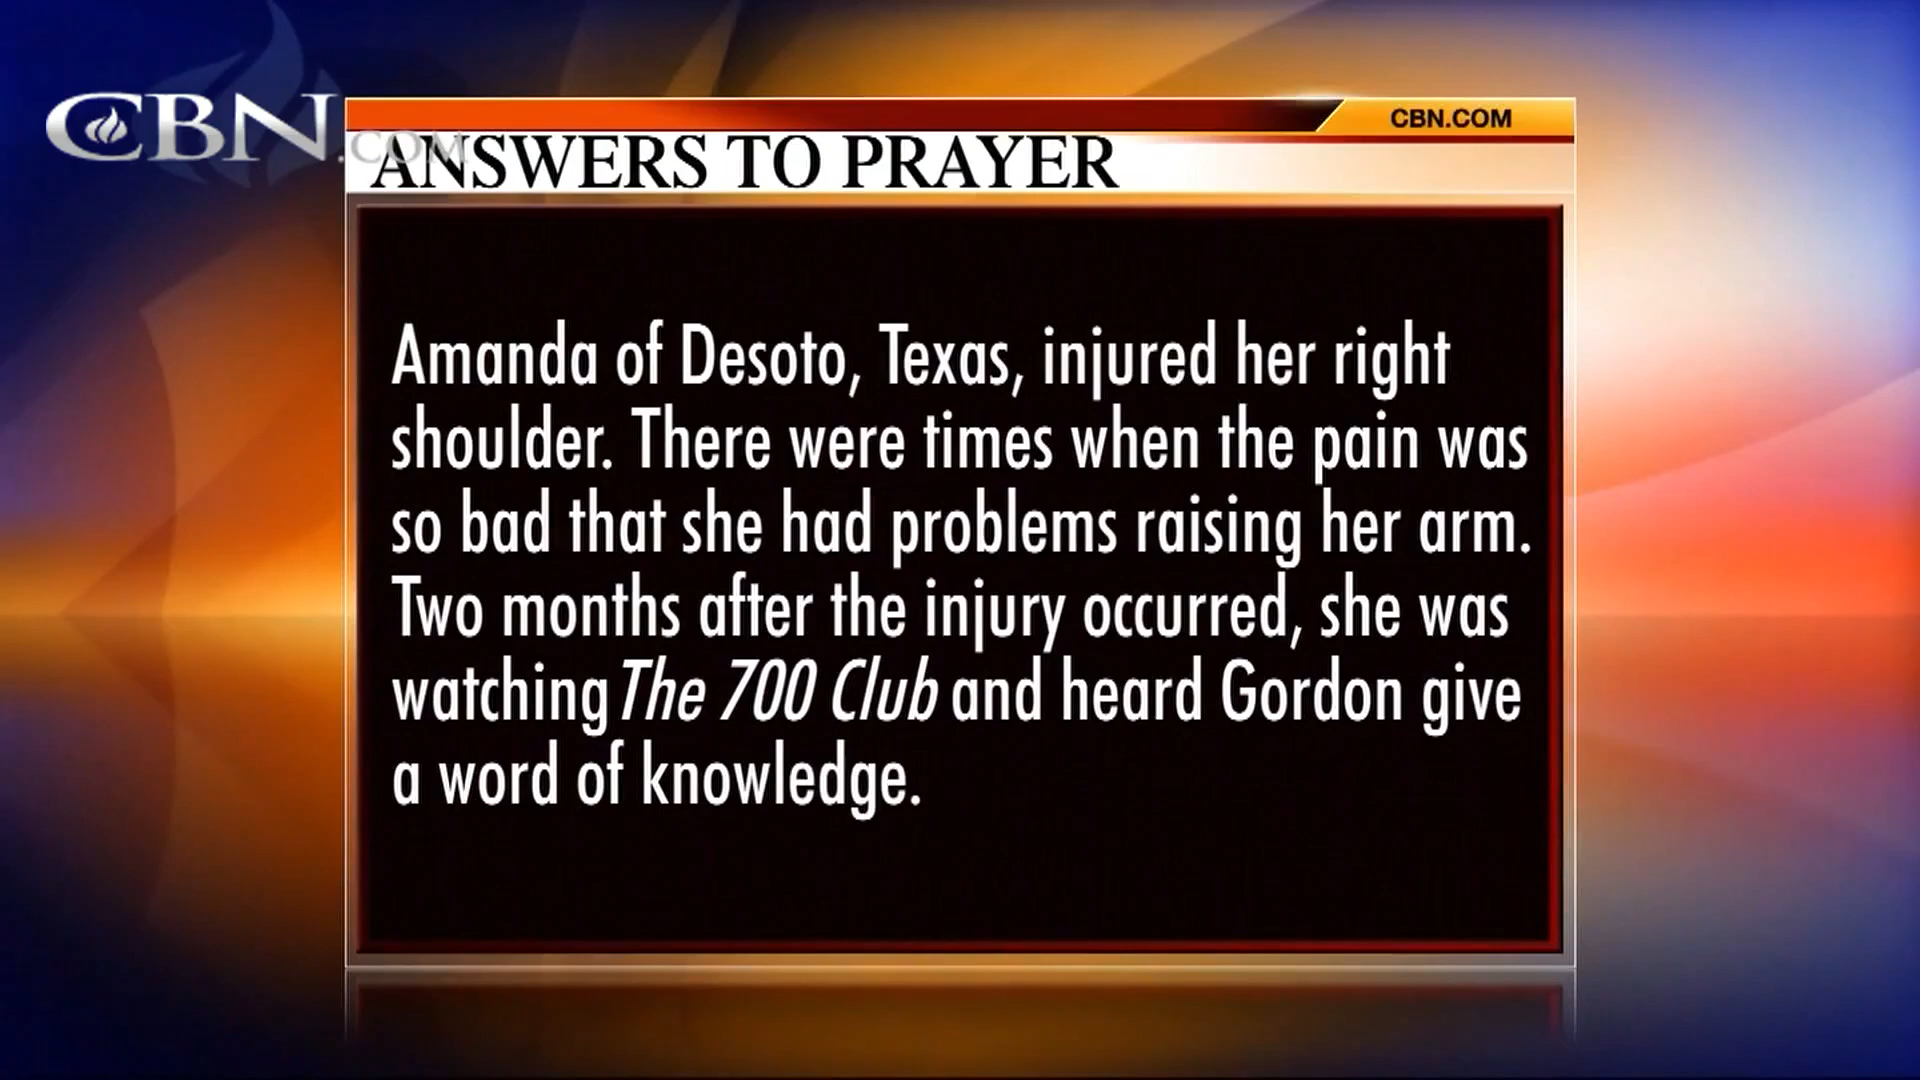 CBN.COM
CBN.COM
ANSWERS TO PRAYER
Amanda of Desoto, Texas, injured her right
shoulder. There were times when the pain was
so bad that she had problems raising her arm.
Two months after the injury occurred, she was
watching The 700 Club and heard Gordon give
a word of knowledge.